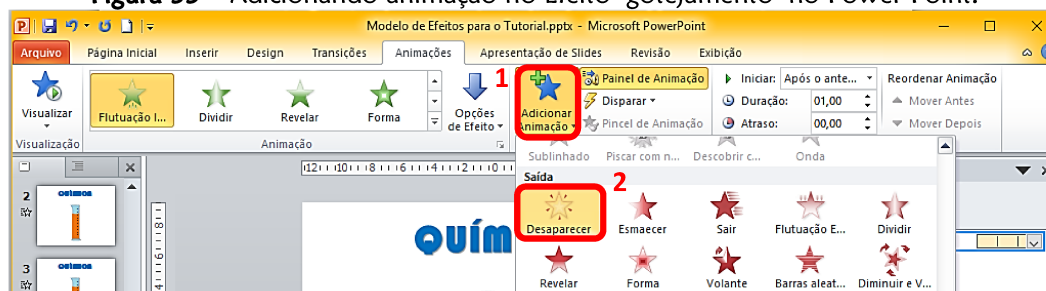 Figura 55 - Adicionando animação no Efeito "gotejamento" no Power Point.
Modelo de Efeitos para o Tutorial.pptx - Microsoft PowerPoint
Arquivo Página Inicial Inserir Design Transições Animações Apresentação de Slides Revisão Exibição
Visualizar
Flutuação I... Dividir Revelar Forma
Opções de Efeito
1
Adicionar Animação
Painel de Animação
Disparar
Pincel de Animação
Iniciar: Após o ante...
Duração: 01,00
Atraso: 00,00
Reordenar Animação
Mover Antes
Mover Depois
Visualização Animação
Sublinhado Piscar com n... Descobrir c... Onda
Saída
2
Desaparecer Esmaecer Sair Flutuação E... Dividir
Revelar Forma Volante Barras aleat... Diminuir e V...
2
3
QUÍM